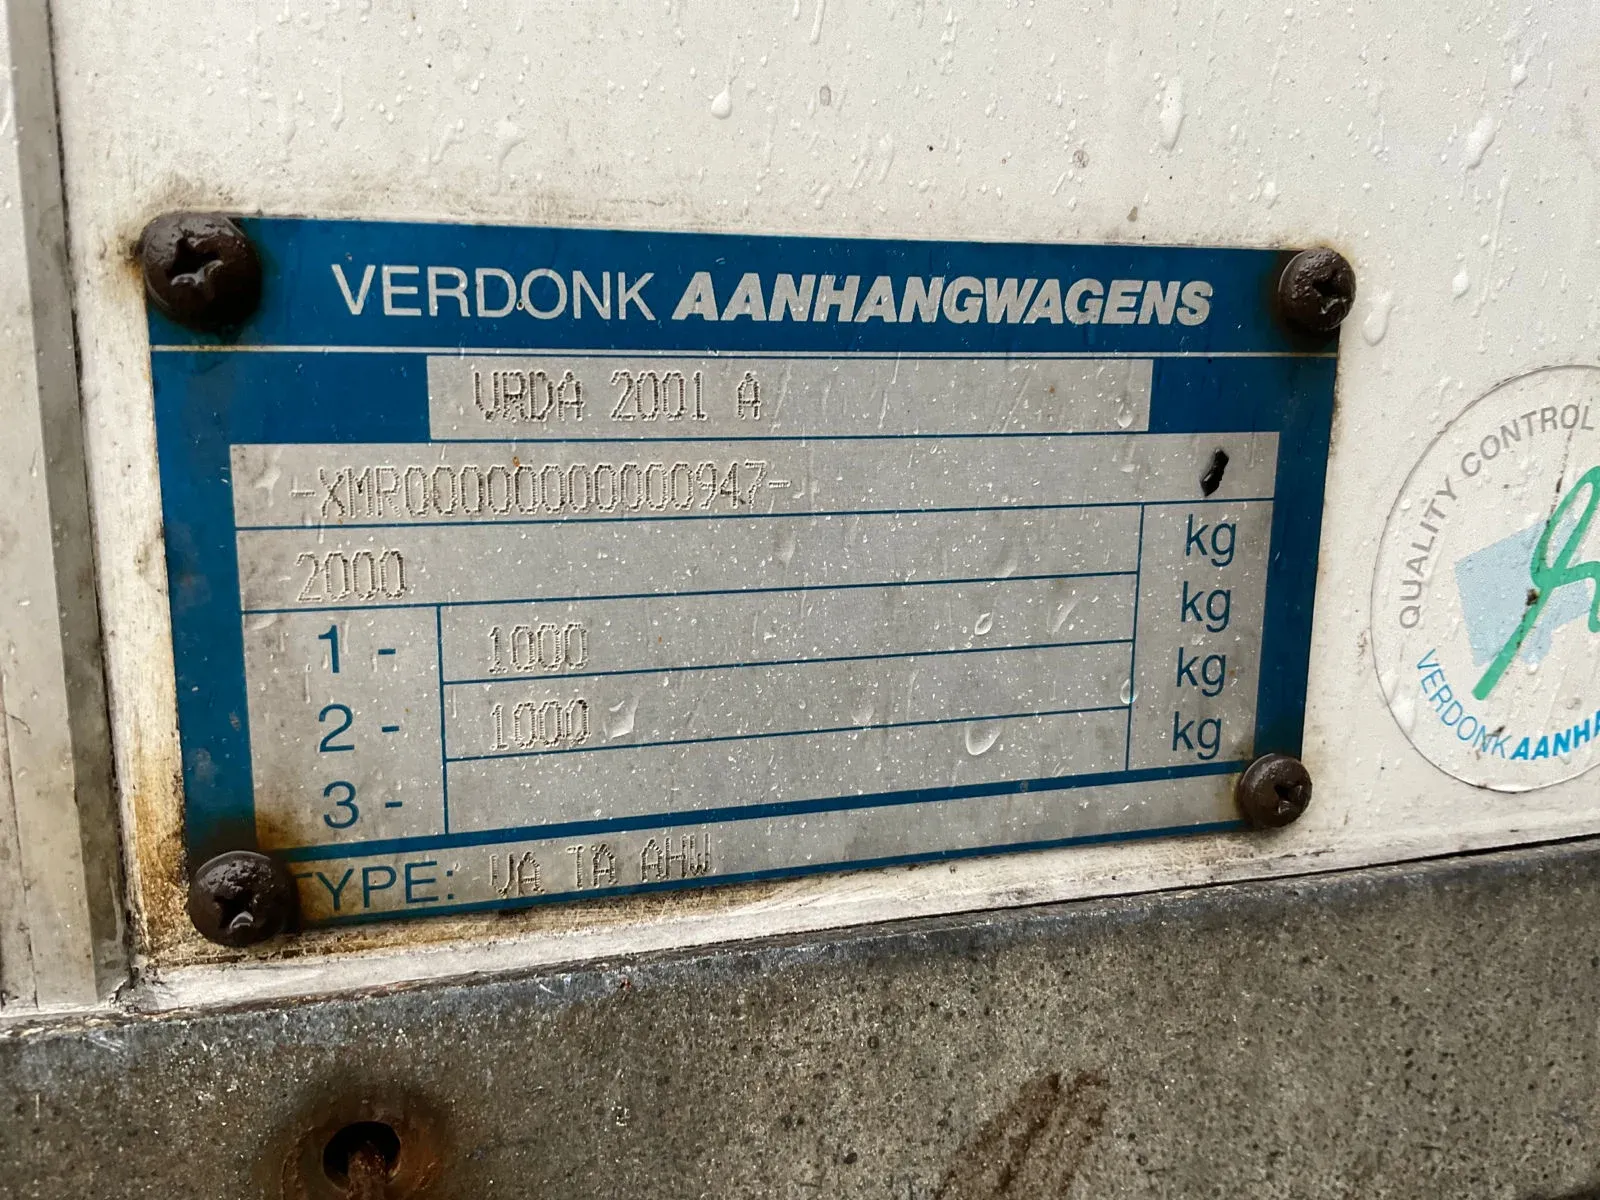 VERDONK AANHANGWAGENS
VRDA 2001 A
-XMR00000000000947-
2000 kg
1 - 1000 kg
2 - 1000 kg
3 - kg
TYPE: VA TA AHW
QUALITY CONTROL
VERDONK AANHA